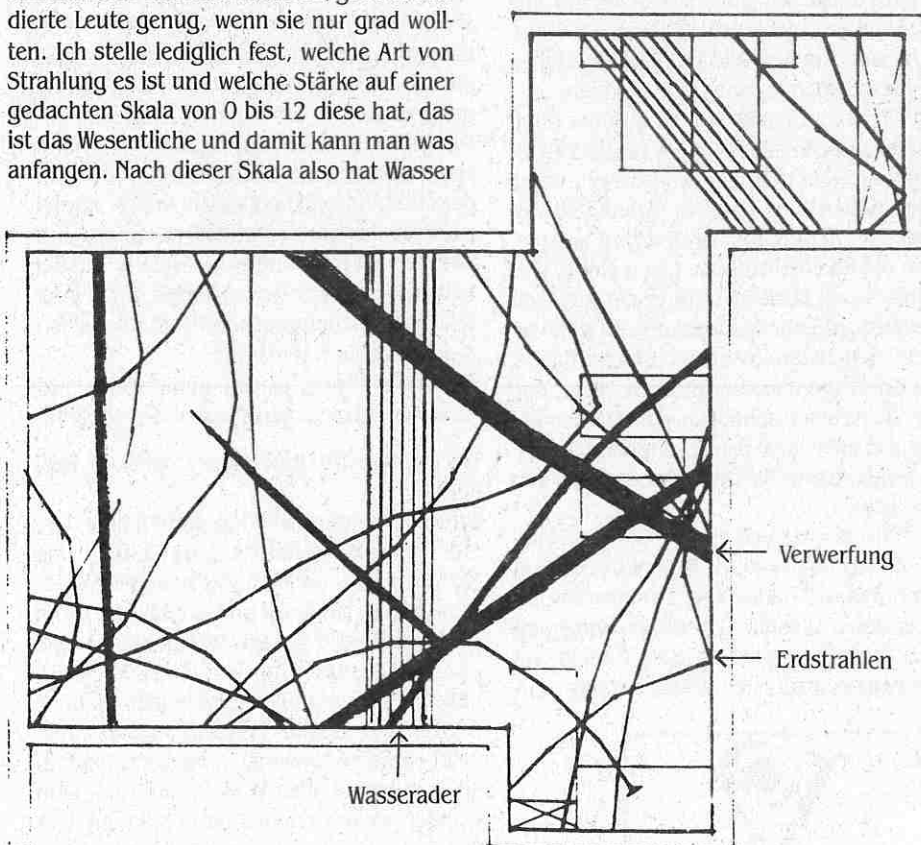 dierte Leute genug, wenn sie nur grad woll-
ten. Ich stelle lediglich fest, welche Art von
Strahlung es ist und welche Stärke auf einer
gedachten Skala von 0 bis 12 diese hat, das
ist das Wesentliche und damit kann man was
anfangen. Nach dieser Skala also hat Wasser
Verwerfung
Erdstrahlen
Wasserader